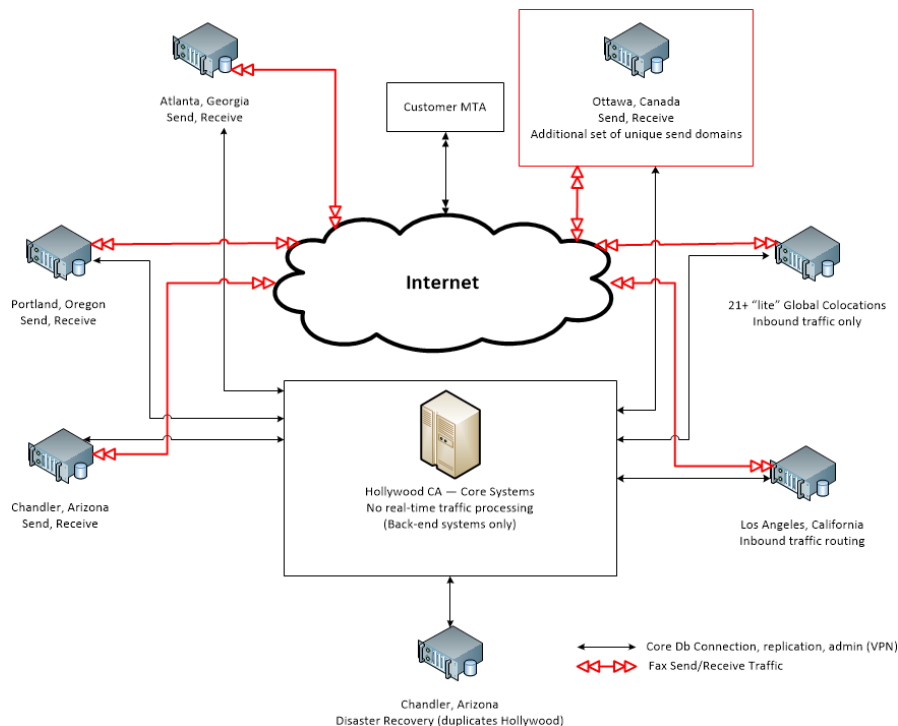 Atlanta, Georgia
Send, Receive
Customer MTA
Ottawa, Canada
Send, Receive
Additional set of unique send domains
Portland, Oregon
Send, Receive
Internet
21+ “lite” Global Colocations
Inbound traffic only
Chandler, Arizona
Send, Receive
Hollywood CA — Core Systems
No real-time traffic processing
(Back-end systems only)
Los Angeles, California
Inbound traffic routing
Chandler, Arizona
Disaster Recovery (duplicates Hollywood)
Core Db Connection, replication, admin (VPN)
Fax Send/Receive Traffic